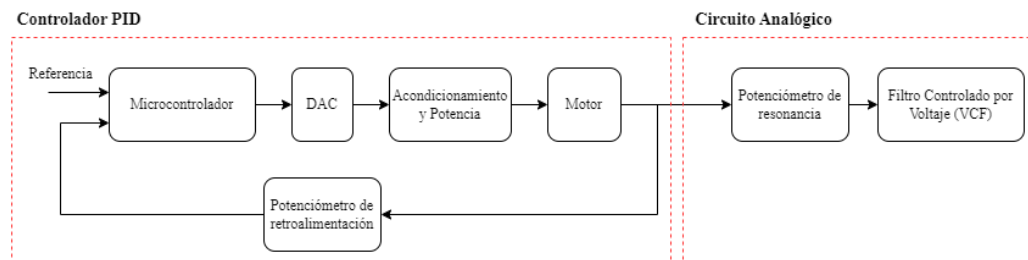 Controlador PID
Circuito Analógico
Referencia
Microcontrolador
DAC
Acondicionamiento
y Potencia
Motor
Potenciómetro de
resonancia
Filtro Controlado por
Voltaje (VCF)
Potenciómetro de
retroalimentación